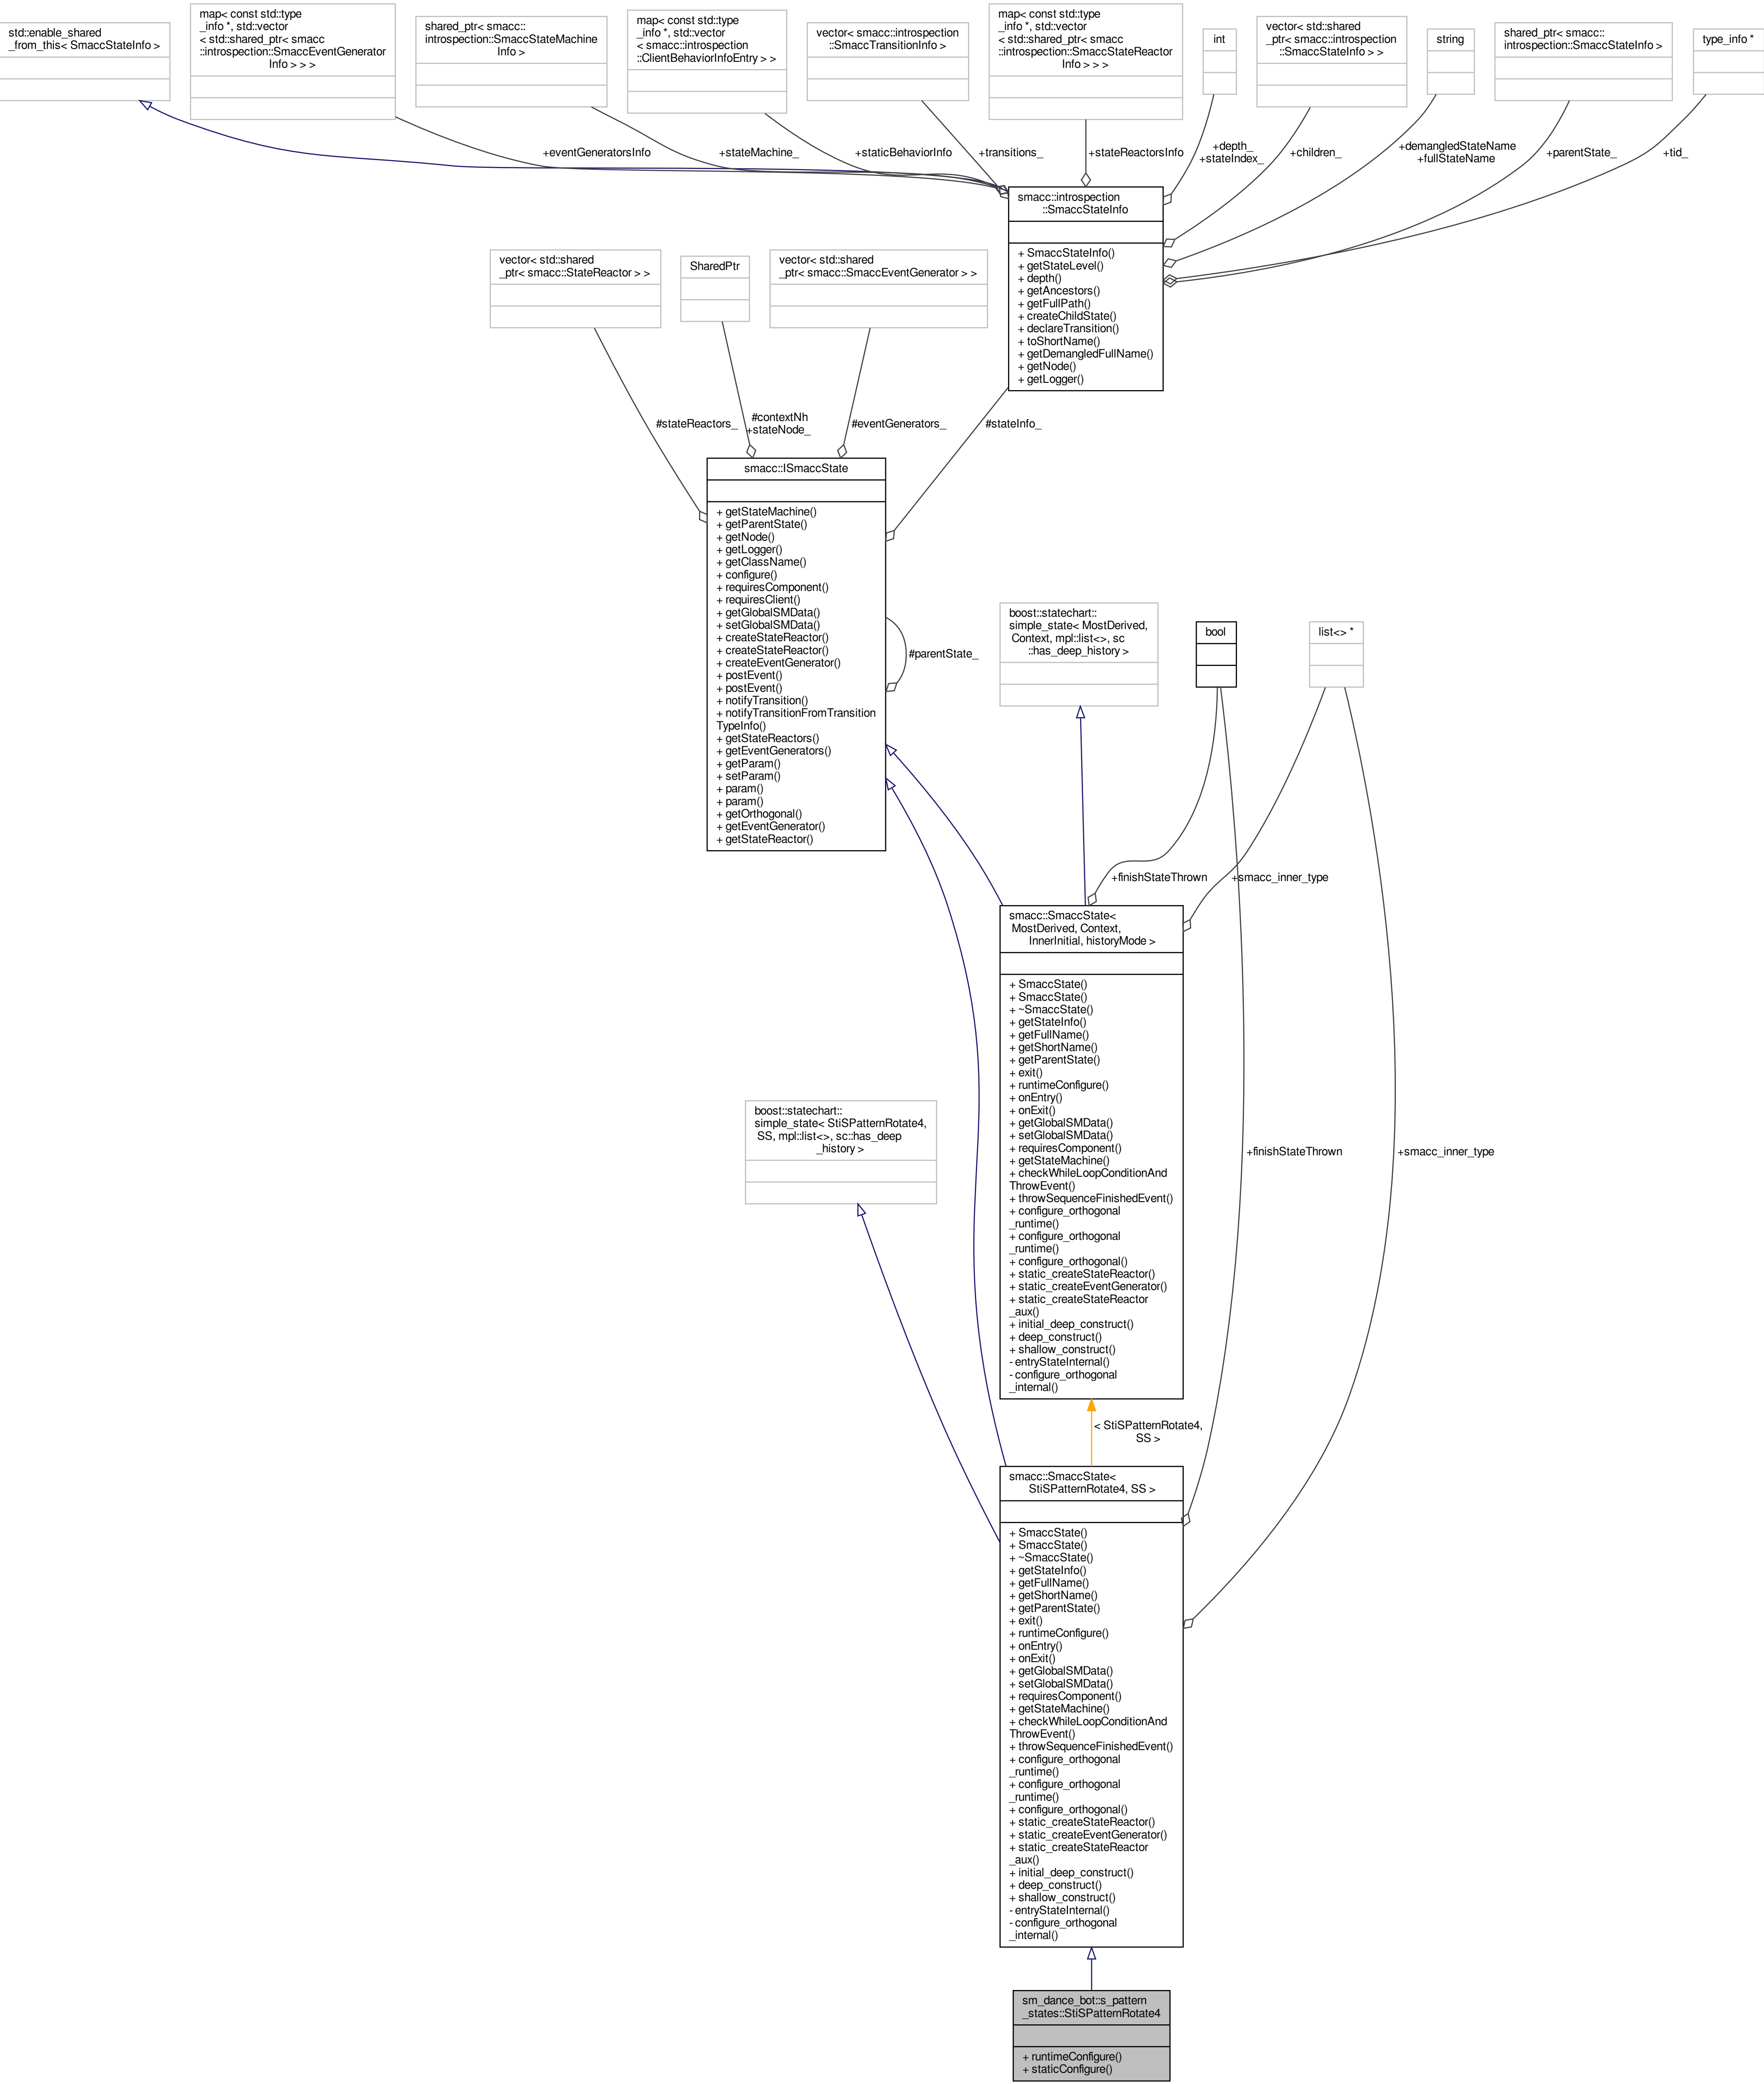 std::enable_shared
_from_this< SmaccStateInfo >
map< const std::type
_info *, std::vector
< std::shared_ptr< smacc
::introspection::SmaccEventGenerator
Info > > >
shared_ptr< smacc::
introspection::SmaccStateMachine
Info >
map< const std::type
_info *, std::vector
< smacc::introspection
::ClientBehaviorInfoEntry > >
vector< smacc::introspection
::SmaccTransitionInfo >
map< const std::type
_info *, std::vector
< std::shared_ptr< smacc
::introspection::SmaccStateReactor
Info > > >
int
vector< std::shared
_ptr< smacc::introspection
::SmaccStateInfo > >
string
shared_ptr< smacc::
introspection::SmaccStateInfo >
type_info *
+eventGeneratorsInfo
+stateMachine_
+staticBehaviorInfo
+transitions_
+stateReactorsInfo
+depth_
+stateIndex_
+children_
+demangledStateName
+fullStateName
+parentState_
+tid_
smacc::introspection
::SmaccStateInfo
+ SmaccStateInfo()
+ getStateLevel()
+ depth()
+ getAncestors()
+ getFullPath()
+ createChildState()
+ declareTransition()
+ toShortName()
+ getDemangledFullName()
+ getNode()
+ getLogger()
vector< std::shared
_ptr< smacc::StateReactor > >
SharedPtr
vector< std::shared
_ptr< smacc::SmaccEventGenerator > >
#stateReactors_
#contextNh
+stateNode_
#eventGenerators_
#stateInfo_
smacc::ISmaccState
+ getStateMachine()
+ getParentState()
+ getNode()
+ getLogger()
+ getClassName()
+ configure()
+ requiresComponent()
+ requiresClient()
+ getGlobalSMData()
+ setGlobalSMData()
+ createStateReactor()
+ createStateReactor()
+ createEventGenerator()
+ postEvent()
+ postEvent()
+ notifyTransition()
+ notifyTransitionFromTransition
TypeInfo()
+ getStateReactors()
+ getEventGenerators()
+ getParam()
+ setParam()
+ param()
+ param()
+ getOrthogonal()
+ getEventGenerator()
+ getStateReactor()
#parentState_
boost::statechart::
simple_state< MostDerived,
Context, mpl::list<>, sc
::has_deep_history >
bool
list<> *
+finishStateThrown
+smacc_inner_type
smacc::SmaccState<
MostDerived, Context,
InnerInitial, historyMode >
+ SmaccState()
+ SmaccState()
+ ~SmaccState()
+ getStateInfo()
+ getFullName()
+ getShortName()
+ getParentState()
+ exit()
+ runtimeConfigure()
+ onEntry()
+ onExit()
+ getGlobalSMData()
+ setGlobalSMData()
+ requiresComponent()
+ getStateMachine()
+ checkWhileLoopConditionAnd
ThrowEvent()
+ throwSequenceFinishedEvent()
+ configure_orthogonal
_runtime()
+ configure_orthogonal
_runtime()
+ configure_orthogonal()
+ static_createStateReactor()
+ static_createEventGenerator()
+ static_createStateReactor
_aux()
+ initial_deep_construct()
+ deep_construct()
+ shallow_construct()
- entryStateInternal()
- configure_orthogonal
_internal()
boost::statechart::
simple_state< StiSPatternRotate4,
SS, mpl::list<>, sc::has_deep
_history >
+finishStateThrown
+smacc_inner_type
< StiSPatternRotate4,
SS >
smacc::SmaccState<
StiSPatternRotate4, SS >
+ SmaccState()
+ SmaccState()
+ ~SmaccState()
+ getStateInfo()
+ getFullName()
+ getShortName()
+ getParentState()
+ exit()
+ runtimeConfigure()
+ onEntry()
+ onExit()
+ getGlobalSMData()
+ setGlobalSMData()
+ requiresComponent()
+ getStateMachine()
+ checkWhileLoopConditionAnd
ThrowEvent()
+ throwSequenceFinishedEvent()
+ configure_orthogonal
_runtime()
+ configure_orthogonal
_runtime()
+ configure_orthogonal()
+ static_createStateReactor()
+ static_createEventGenerator()
+ static_createStateReactor
_aux()
+ initial_deep_construct()
+ deep_construct()
+ shallow_construct()
- entryStateInternal()
- configure_orthogonal
_internal()
sm_dance_bot::s_pattern
_states::StiSPatternRotate4
+ runtimeConfigure()
+ staticConfigure()